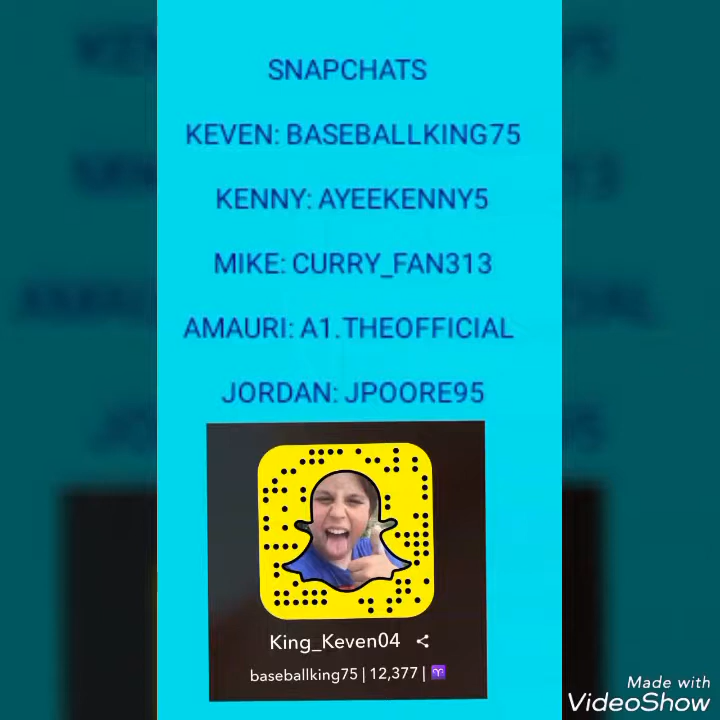 SNAPCHATS
KEVEN: BASEBALLKING75
KENNY: AYEEKENNY5
MIKE: CURRY_FAN313
AMAURI: A1.THEOFFICIAL
JORDAN: JPOORE95
King_Keven04
baseballking75 | 12,377 | ♈
Made with
VideoShow